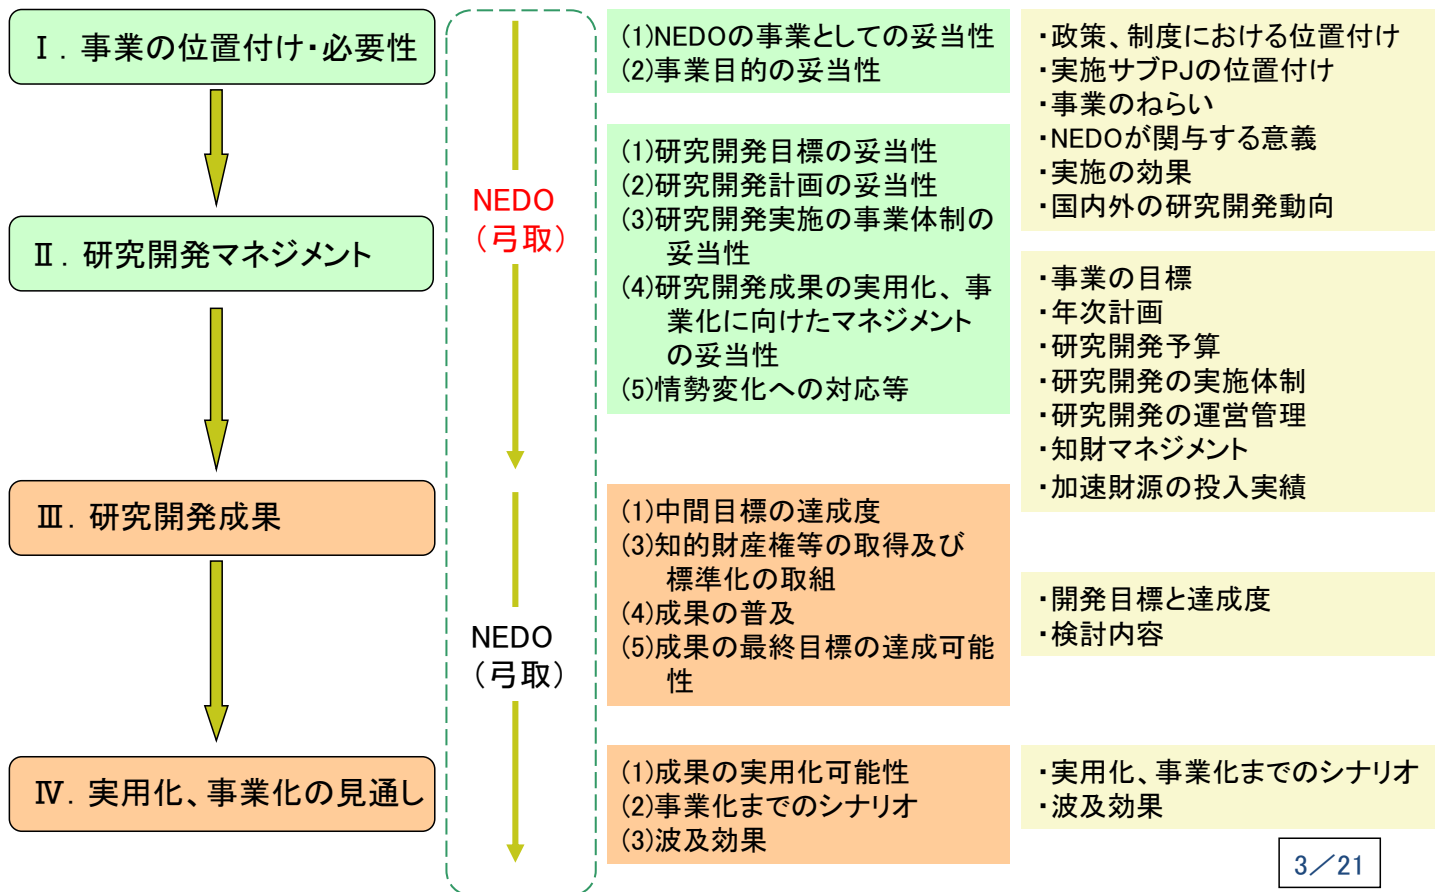 Ⅰ. 事業の位置付け・必要性
Ⅱ. 研究開発マネジメント
Ⅲ. 研究開発成果
Ⅳ. 実用化、事業化の見通し
NEDO
(弓取)
NEDO
(弓取)
(1)NEDOの事業としての妥当性
(2)事業目的の妥当性
(1)研究開発目標の妥当性
(2)研究開発計画の妥当性
(3)研究開発実施の事業体制の
妥当性
(4)研究開発成果の実用化、事
業化に向けたマネジメント
の妥当性
(5)情勢変化への対応等
(1)中間目標の達成度
(3)知的財産権等の取得及び
標準化の取組
(4)成果の普及
(5)成果の最終目標の達成可能
性
(1)成果の実用化可能性
(2)事業化までのシナリオ
(3)波及効果
・政策、制度における位置付け
・実施サブPJの位置付け
・事業のねらい
・NEDOが関与する意義
・実施の効果
・国内外の研究開発動向
・事業の目標
・年次計画
・研究開発予算
・研究開発の実施体制
・研究開発の運営管理
・知財マネジメント
・加速財源の投入実績
・開発目標と達成度
・検討内容
・実用化、事業化までのシナリオ
・波及効果
3/21